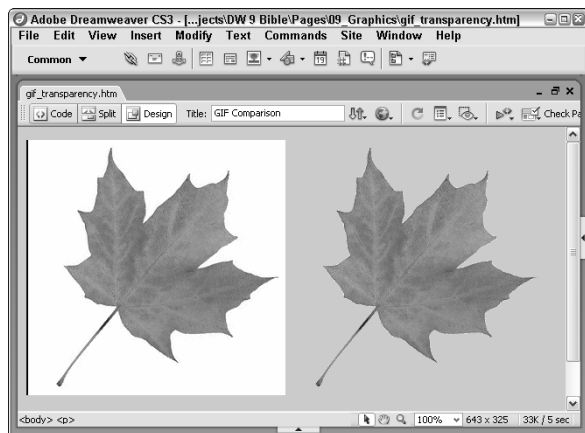 Adobe Dreamweaver CS3 - [...jects\DW 9 Bible\Pages\09_Graphics\gif_transparency.htm]
File Edit View Insert Modify Text Commands Site Window Help
Common
gif_transparency.htm
Code Split Design Title: GIF Comparison Check Pa
<body> <p> 100% 643 x 325 33K / 5 sec